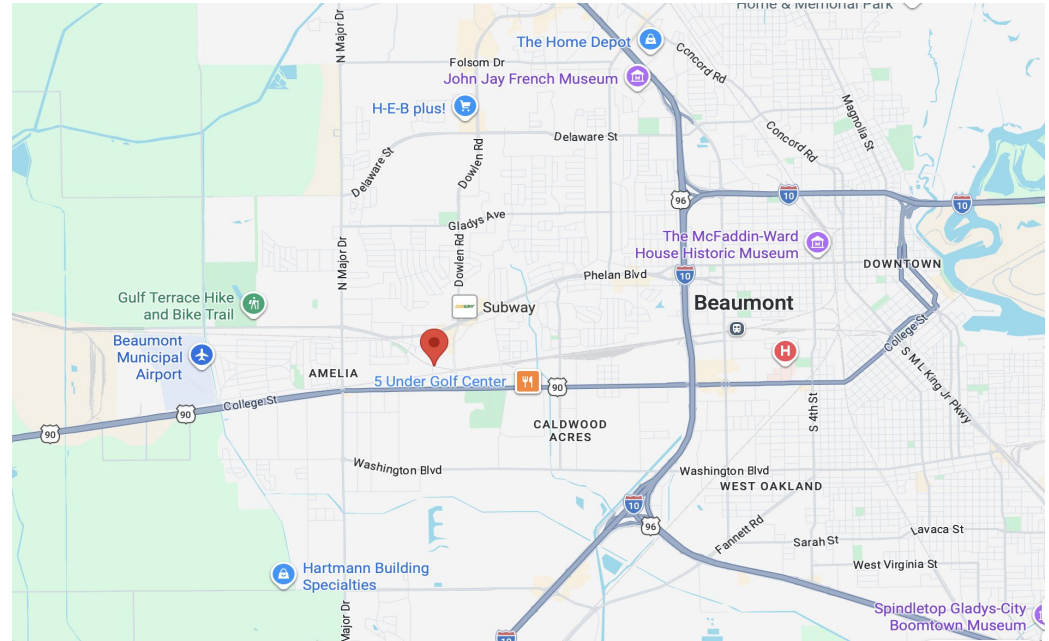 Home & Memorial Park
N Major Dr
The Home Depot
Concord Rd
Folsom Dr
John Jay French Museum
H-E-B plus!
Magnolia St
Delaware St
Concord Rd
Delaware St
Dowlen Rd
96
10
10
Gladys Ave
The McFaddin-Ward
House Historic Museum
N Major Dr
Dowlen Rd
DOWNTOWN
Phelan Blvd
10
Gulf Terrace Hike
and Bike Trail
Subway
Beaumont
College St
Beaumont
Municipal
Airport
H
S M L King Jr Pkwy
AMELIA
5 Under Golf Center
90
College St
90
S 4th St
90
CALDWOOD
ACRES
Washington Blvd
Washington Blvd
WEST OAKLAND
10
96
Fannett Rd
Lavaca St
Sarah St
West Virginia St
Hartmann Building
Specialties
Major Dr
Spindletop Gladys-City
Boomtown Museum
10